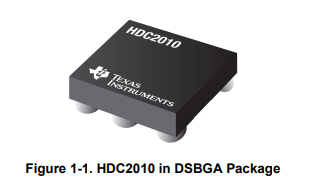 HDC2010
TEXAS
INSTRUMENTS
Figure 1-1. HDC2010 in DSBGA Package